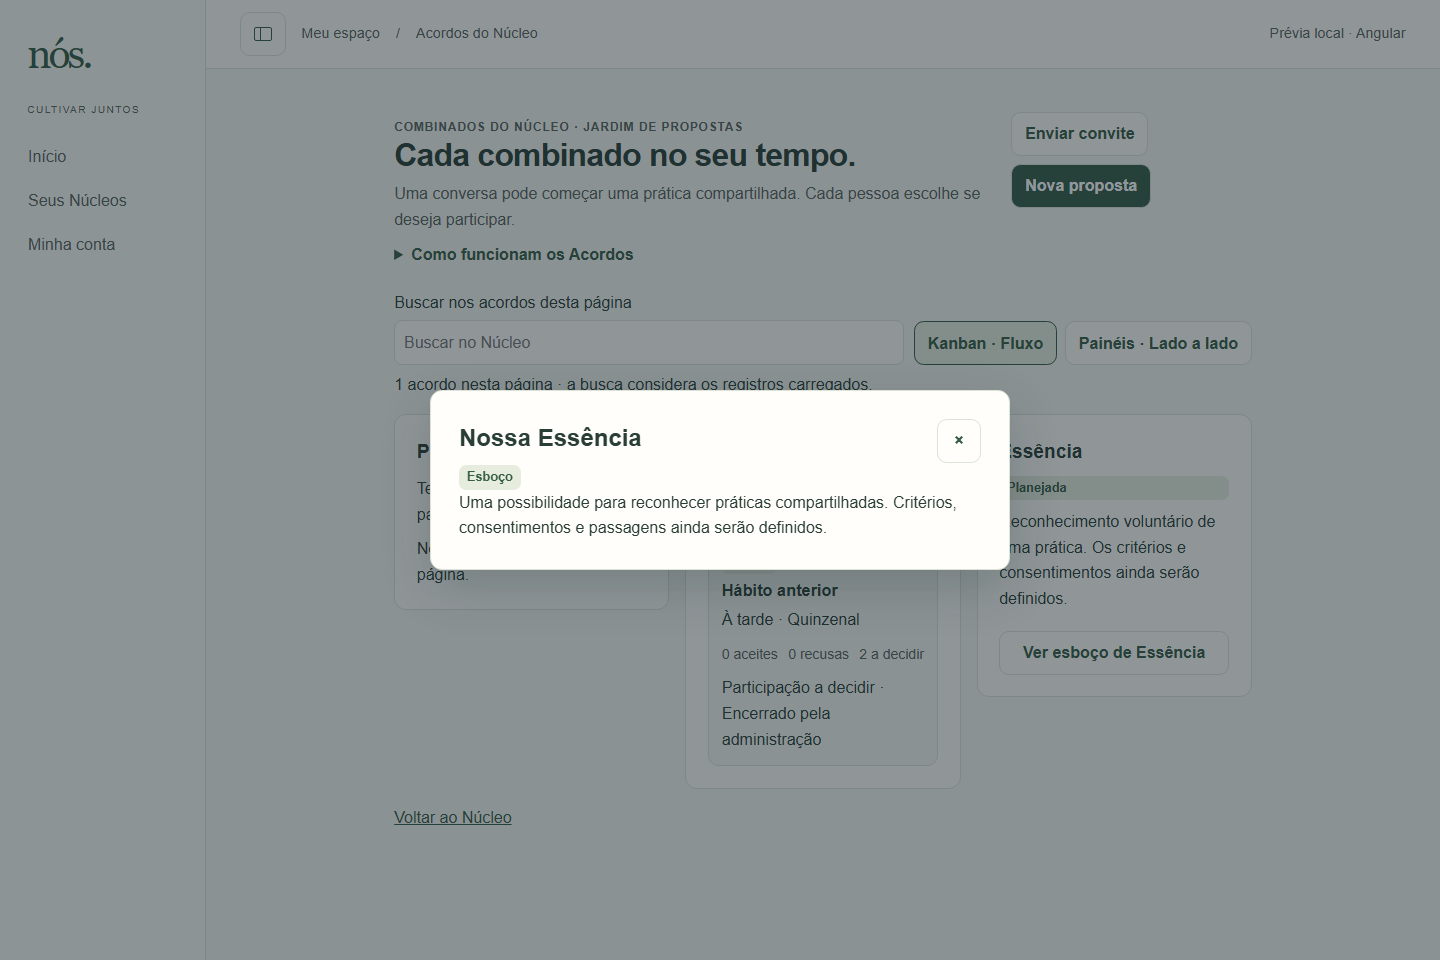 nós.
CULTIVAR JUNTOS
Início
Seus Núcleos
Minha conta
Meu espaço / Acordos do Núcleo
Prévia local · Angular
COMBINADOS DO NÚCLEO · JARDIM DE PROPOSTAS
Cada combinado no seu tempo.
Uma conversa pode começar uma prática compartilhada. Cada pessoa escolhe se
deseja participar.
Enviar convite
Nova proposta
Como funcionam os Acordos
Buscar nos acordos desta página
Buscar no Núcleo
Kanban · Fluxo
Painéis · Lado a lado
1 acordo nesta página · a busca considera os registros carregados.
Nossa Essência
×
Esboço
Uma possibilidade para reconhecer práticas compartilhadas. Critérios,
consentimentos e passagens ainda serão definidos.
página.
Hábito anterior
À tarde · Quinzenal
0 aceites 0 recusas 2 a decidir
Participação a decidir ·
Encerrado pela
administração
Essência
Planejada
Reconhecimento voluntário de
uma prática. Os critérios e
consentimentos ainda serão
definidos.
Ver esboço de Essência
Voltar ao Núcleo